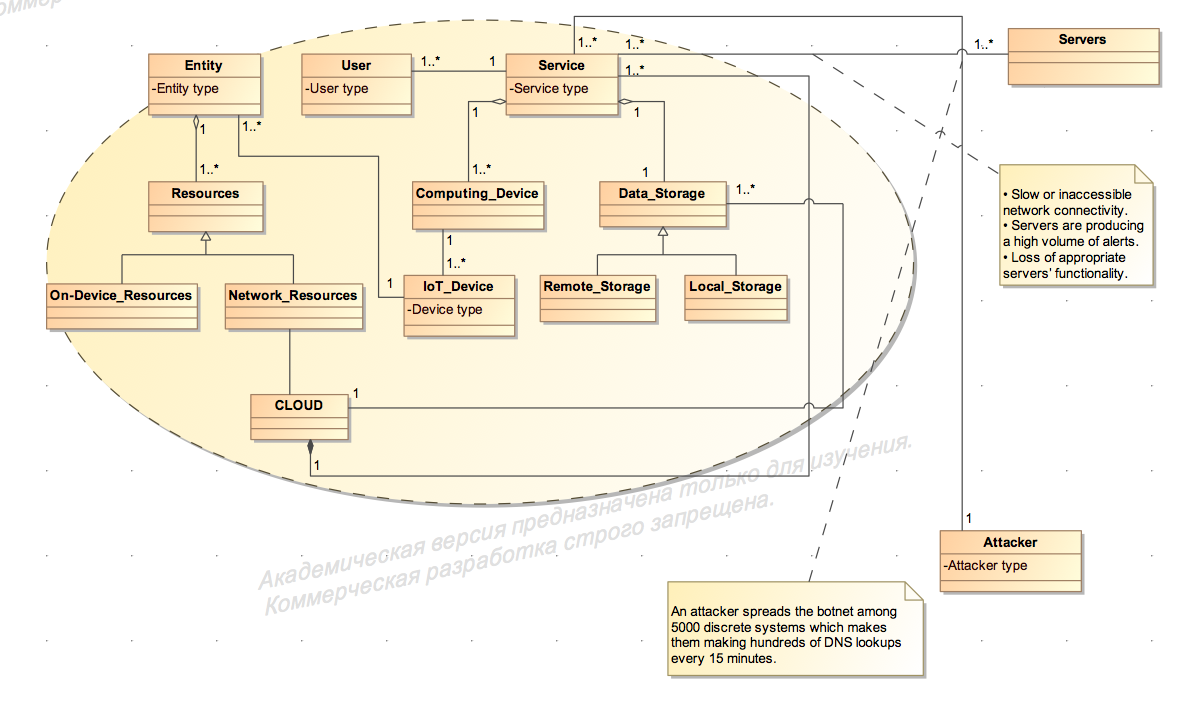 Коммер
1..*
1..*
1..*
Servers
Entity
-Entity type
User
-User type
1..*
1
Service
-Service type
1..*
1
1..*
1
1
1..*
1..*
1
Resources
Computing_Device
Data_Storage
1..*
1
1..*
1
On-Device_Resources
Network_Resources
IoT_Device
-Device type
Remote_Storage
Local_Storage
• Slow or inaccessible
network connectivity.
• Servers are producing
a high volume of alerts.
• Loss of appropriate
servers' functionality.
CLOUD
1
1
Академическая версия предназначена только для изучения.
Коммерческая разработка строго запрещена.
1
Attacker
-Attacker type
An attacker spreads the botnet among
5000 discrete systems which makes
them making hundreds of DNS lookups
every 15 minutes.